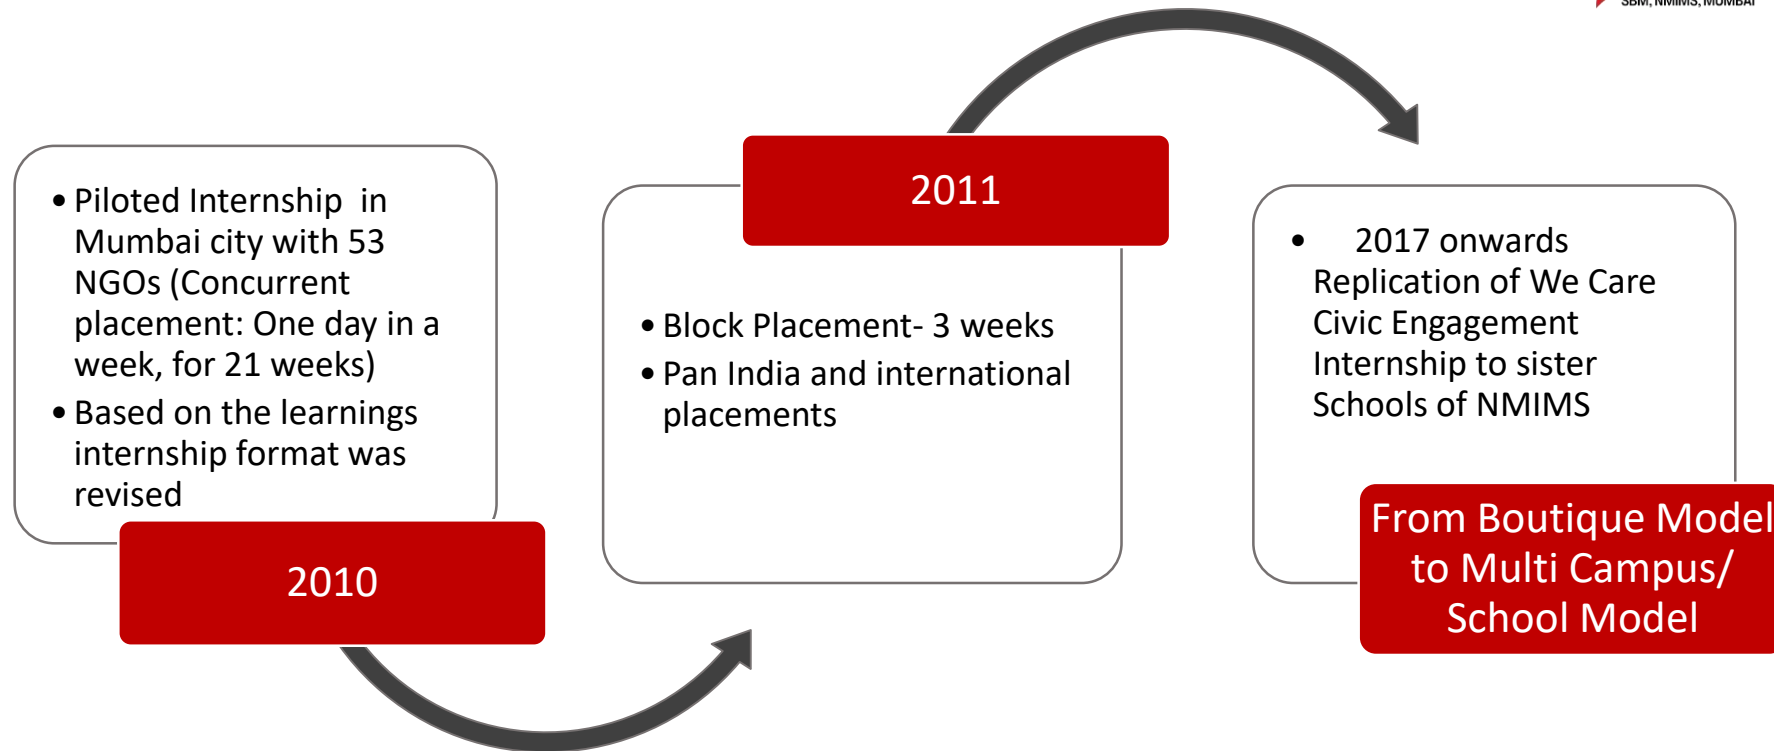 SBM, NMIMS, MUMBAI
• Piloted Internship in
Mumbai city with 53
NGOs (Concurrent
placement: One day in a
week, for 21 weeks)
• Based on the learnings
internship format was
revised
2010
2011
• Block Placement- 3 weeks
• Pan India and international
placements
• 2017 onwards
Replication of We Care
Civic Engagement
Internship to sister
Schools of NMIMS
From Boutique Model
to Multi Campus/
School Model